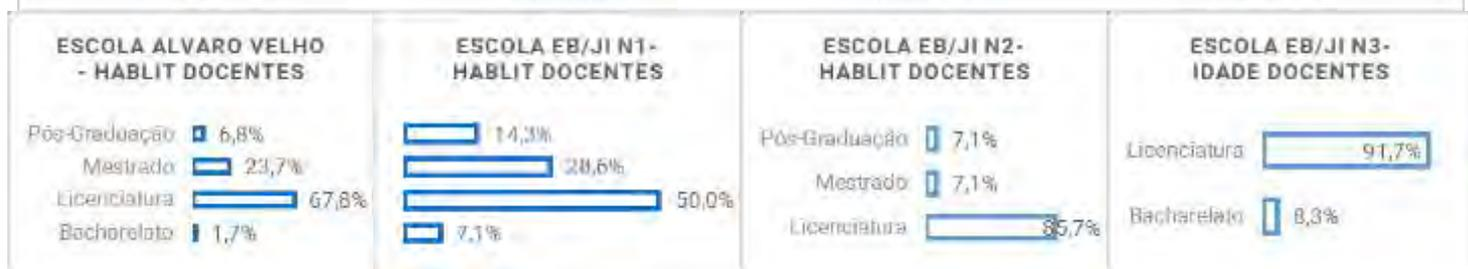 ESCOLA ALVARO VELHO
- HABLIT DOCENTES
Pós-Graduação 6,8%
Mestrado 23,7%
Licenciatura 67,8%
Bacharelato 1,7%
ESCOLA EB/JI N1-
HABLIT DOCENTES
14,3%
28,6%
50,0%
7,1%
ESCOLA EB/JI N2-
HABLIT DOCENTES
Pós-Graduação 7,1%
Mestrado 7,1%
Licenciatura 85,7%
ESCOLA EB/JI N3-
IDADE DOCENTES
Licenciatura 91,7%
Bacharelato 8,3%